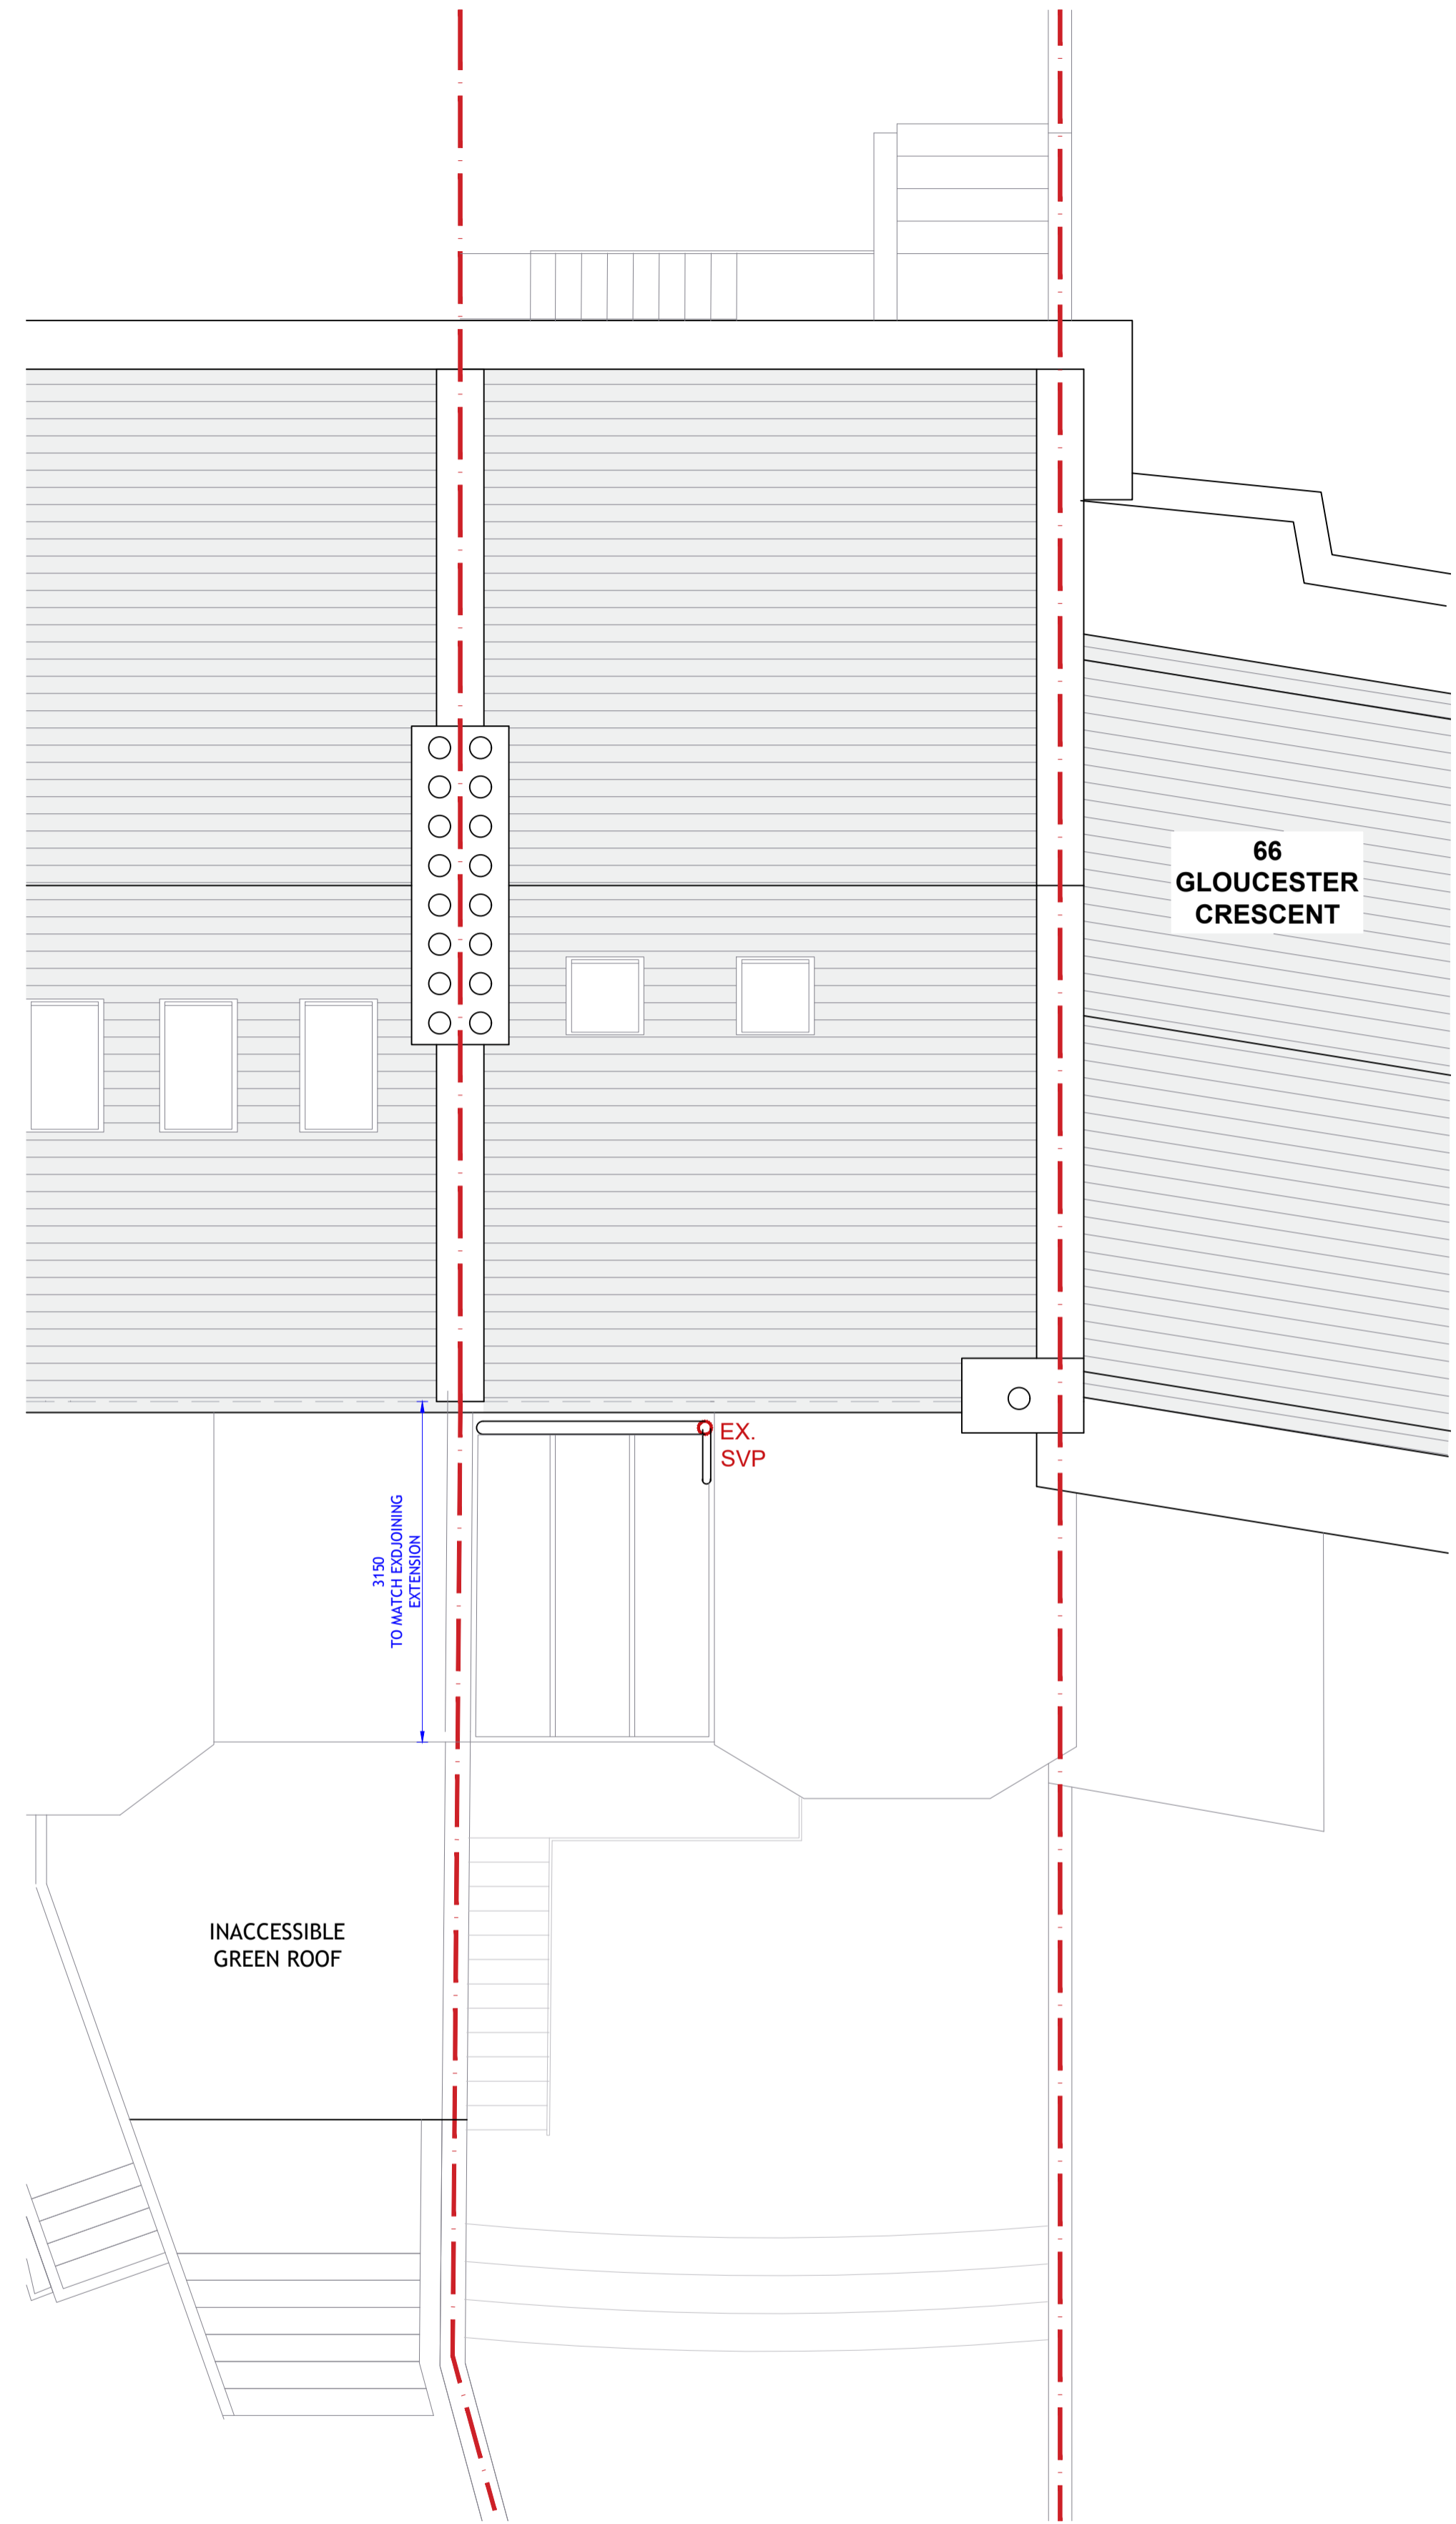 66
GLOUCESTER
CRESCENT
EX.
SVP
3150
TO MATCH EXDJOINING
EXTENSION
INACCESSIBLE
GREEN ROOF